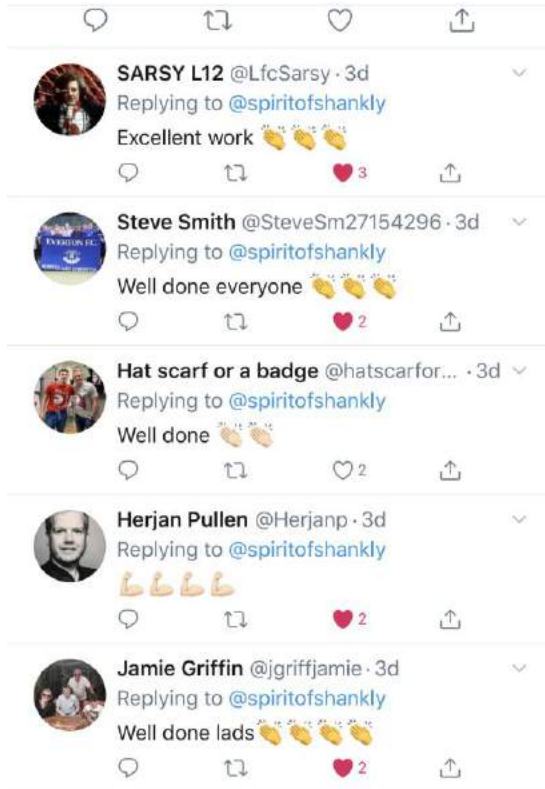 SARSY L12 @LfcSarsy · 3d
Replying to @spiritofshankly
Excellent work 👏👏👏
3
EVERTON F.C.
Steve Smith @SteveSm27154296 · 3d
Replying to @spiritofshankly
Well done everyone 👏👏👏
2
Hat scarf or a badge @hatscarfor... · 3d
Replying to @spiritofshankly
Well done 👏🏻👏🏻
2
Herjan Pullen @Herjanp · 3d
Replying to @spiritofshankly
💪🏻💪🏻💪🏻💪🏻
2
Jamie Griffin @jgriffjamie · 3d
Replying to @spiritofshankly
Well done lads👏👏👏👏
2